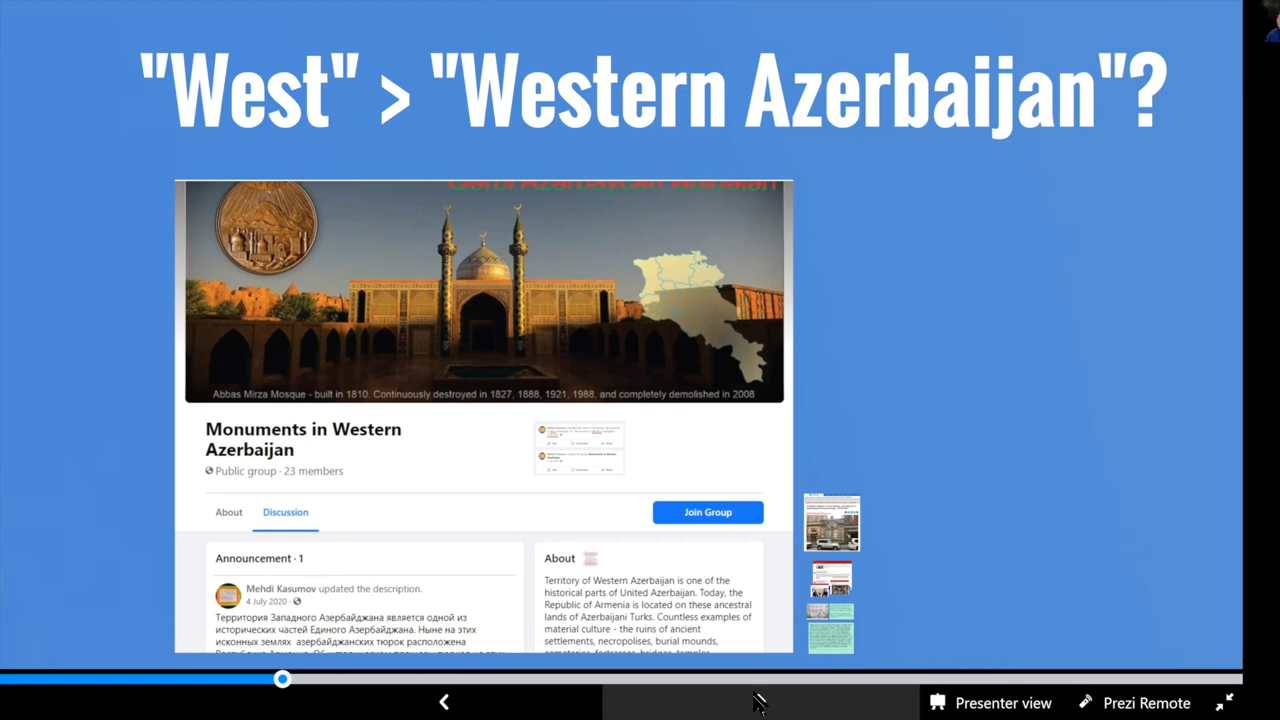 "West" > "Western Azerbaijan"?
Abbas Mirza Mosque - built in 1810. Continuously destroyed in 1827, 1888, 1921, 1988, and completely demolished in 2008
Monuments in Western
Azerbaijan
Public group · 23 members
About
Discussion
Join Group
Announcement · 1
Mehdi Kasumov updated the description.
4 July 2020 ·
Территория Западного Азербайджана является одной из
исторических частей Единого Азербайджана. Ныне на этих
исконных землях азербайджанских тюрок расположена
About
Territory of Western Azerbaijan is one of the
historical parts of United Azerbaijan. Today, the
Republic of Armenia is located on these ancestral
lands of Azerbaijani Turks. Countless examples of
material culture - the ruins of ancient
settlements, necropolises, burial mounds,
Presenter view
Prezi Remote